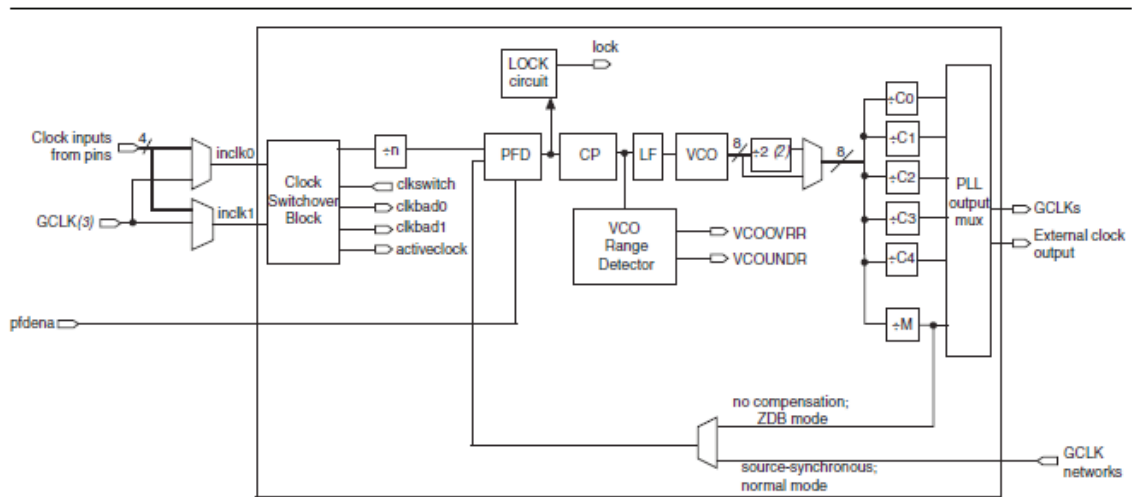 lock
LOCK
circuit
Clock inputs
from pins
4
inclk0
GCLK(3)
inclk1
Clock
Switchover
Block
÷n
clkswitch
clkbad0
clkbad1
activeclock
pfdena
PFD
CP
LF
VCO
8
÷2 (2)
8
VCO
Range
Detector
VCOOVRR
VCOUNDR
÷C0
÷C1
÷C2
÷C3
÷C4
÷M
PLL
output
mux
GCLKs
External clock
output
no compensation;
ZDB mode
source-synchronous;
normal mode
GCLK
networks